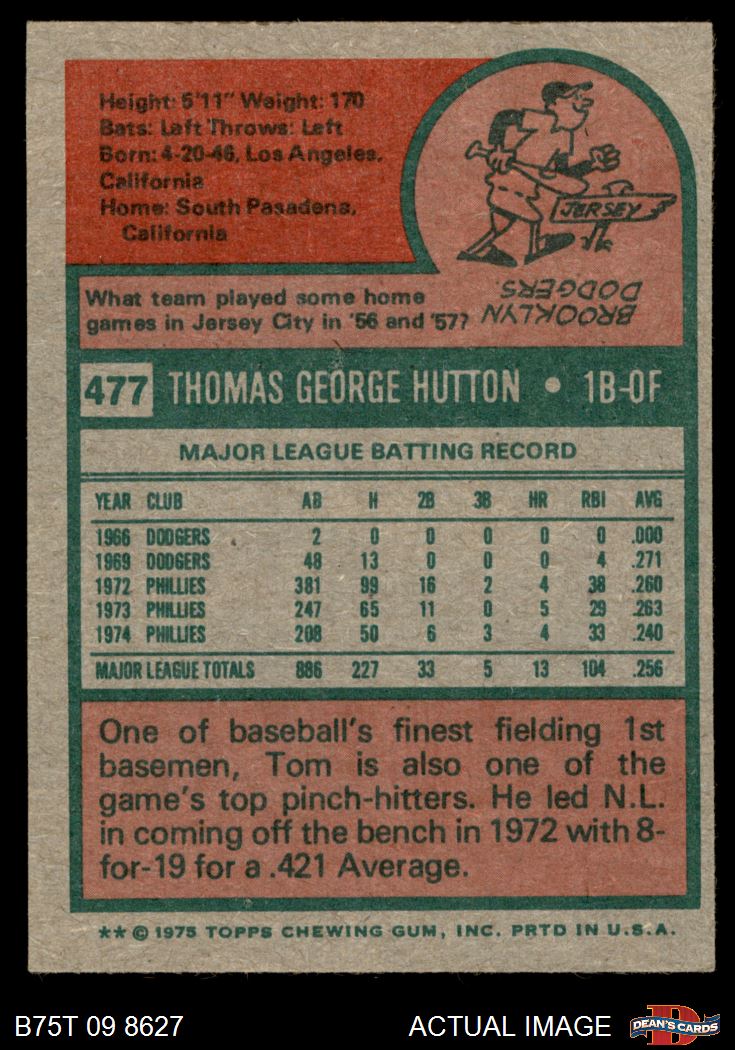 Height: 5'11" Weight: 170
Bats: Left Throws: Left
Born: 4-20-46, Los Angeles,
California
Home: South Pasadena,
California
JERSEY
What team played some home
games in Jersey City in '56 and '57?
BROOKLYN
DODGERS.
477 THOMAS GEORGE HUTTON • 1B-OF
MAJOR LEAGUE BATTING RECORD
YEAR CLUB AB H 2B 3B HR RBI AVG
1966 DODGERS 2 0 0 0 0 0 .000
1969 DODGERS 48 13 0 0 0 4 .271
1972 PHILLIES 381 99 16 2 4 38 .260
1973 PHILLIES 247 65 11 0 5 29 .263
1974 PHILLIES 208 50 6 3 4 33 .240
MAJOR LEAGUE TOTALS 886 227 33 5 13 104 .256
One of baseball's finest fielding 1st
basemen, Tom is also one of the
game's top pinch-hitters. He led N.L.
in coming off the bench in 1972 with 8-
for-19 for a .421 Average.
** © 1975 TOPPS CHEWING GUM, INC. PRTD IN U.S.A.
B75T 09 8627 ACTUAL IMAGE D DEAN'S CARDS